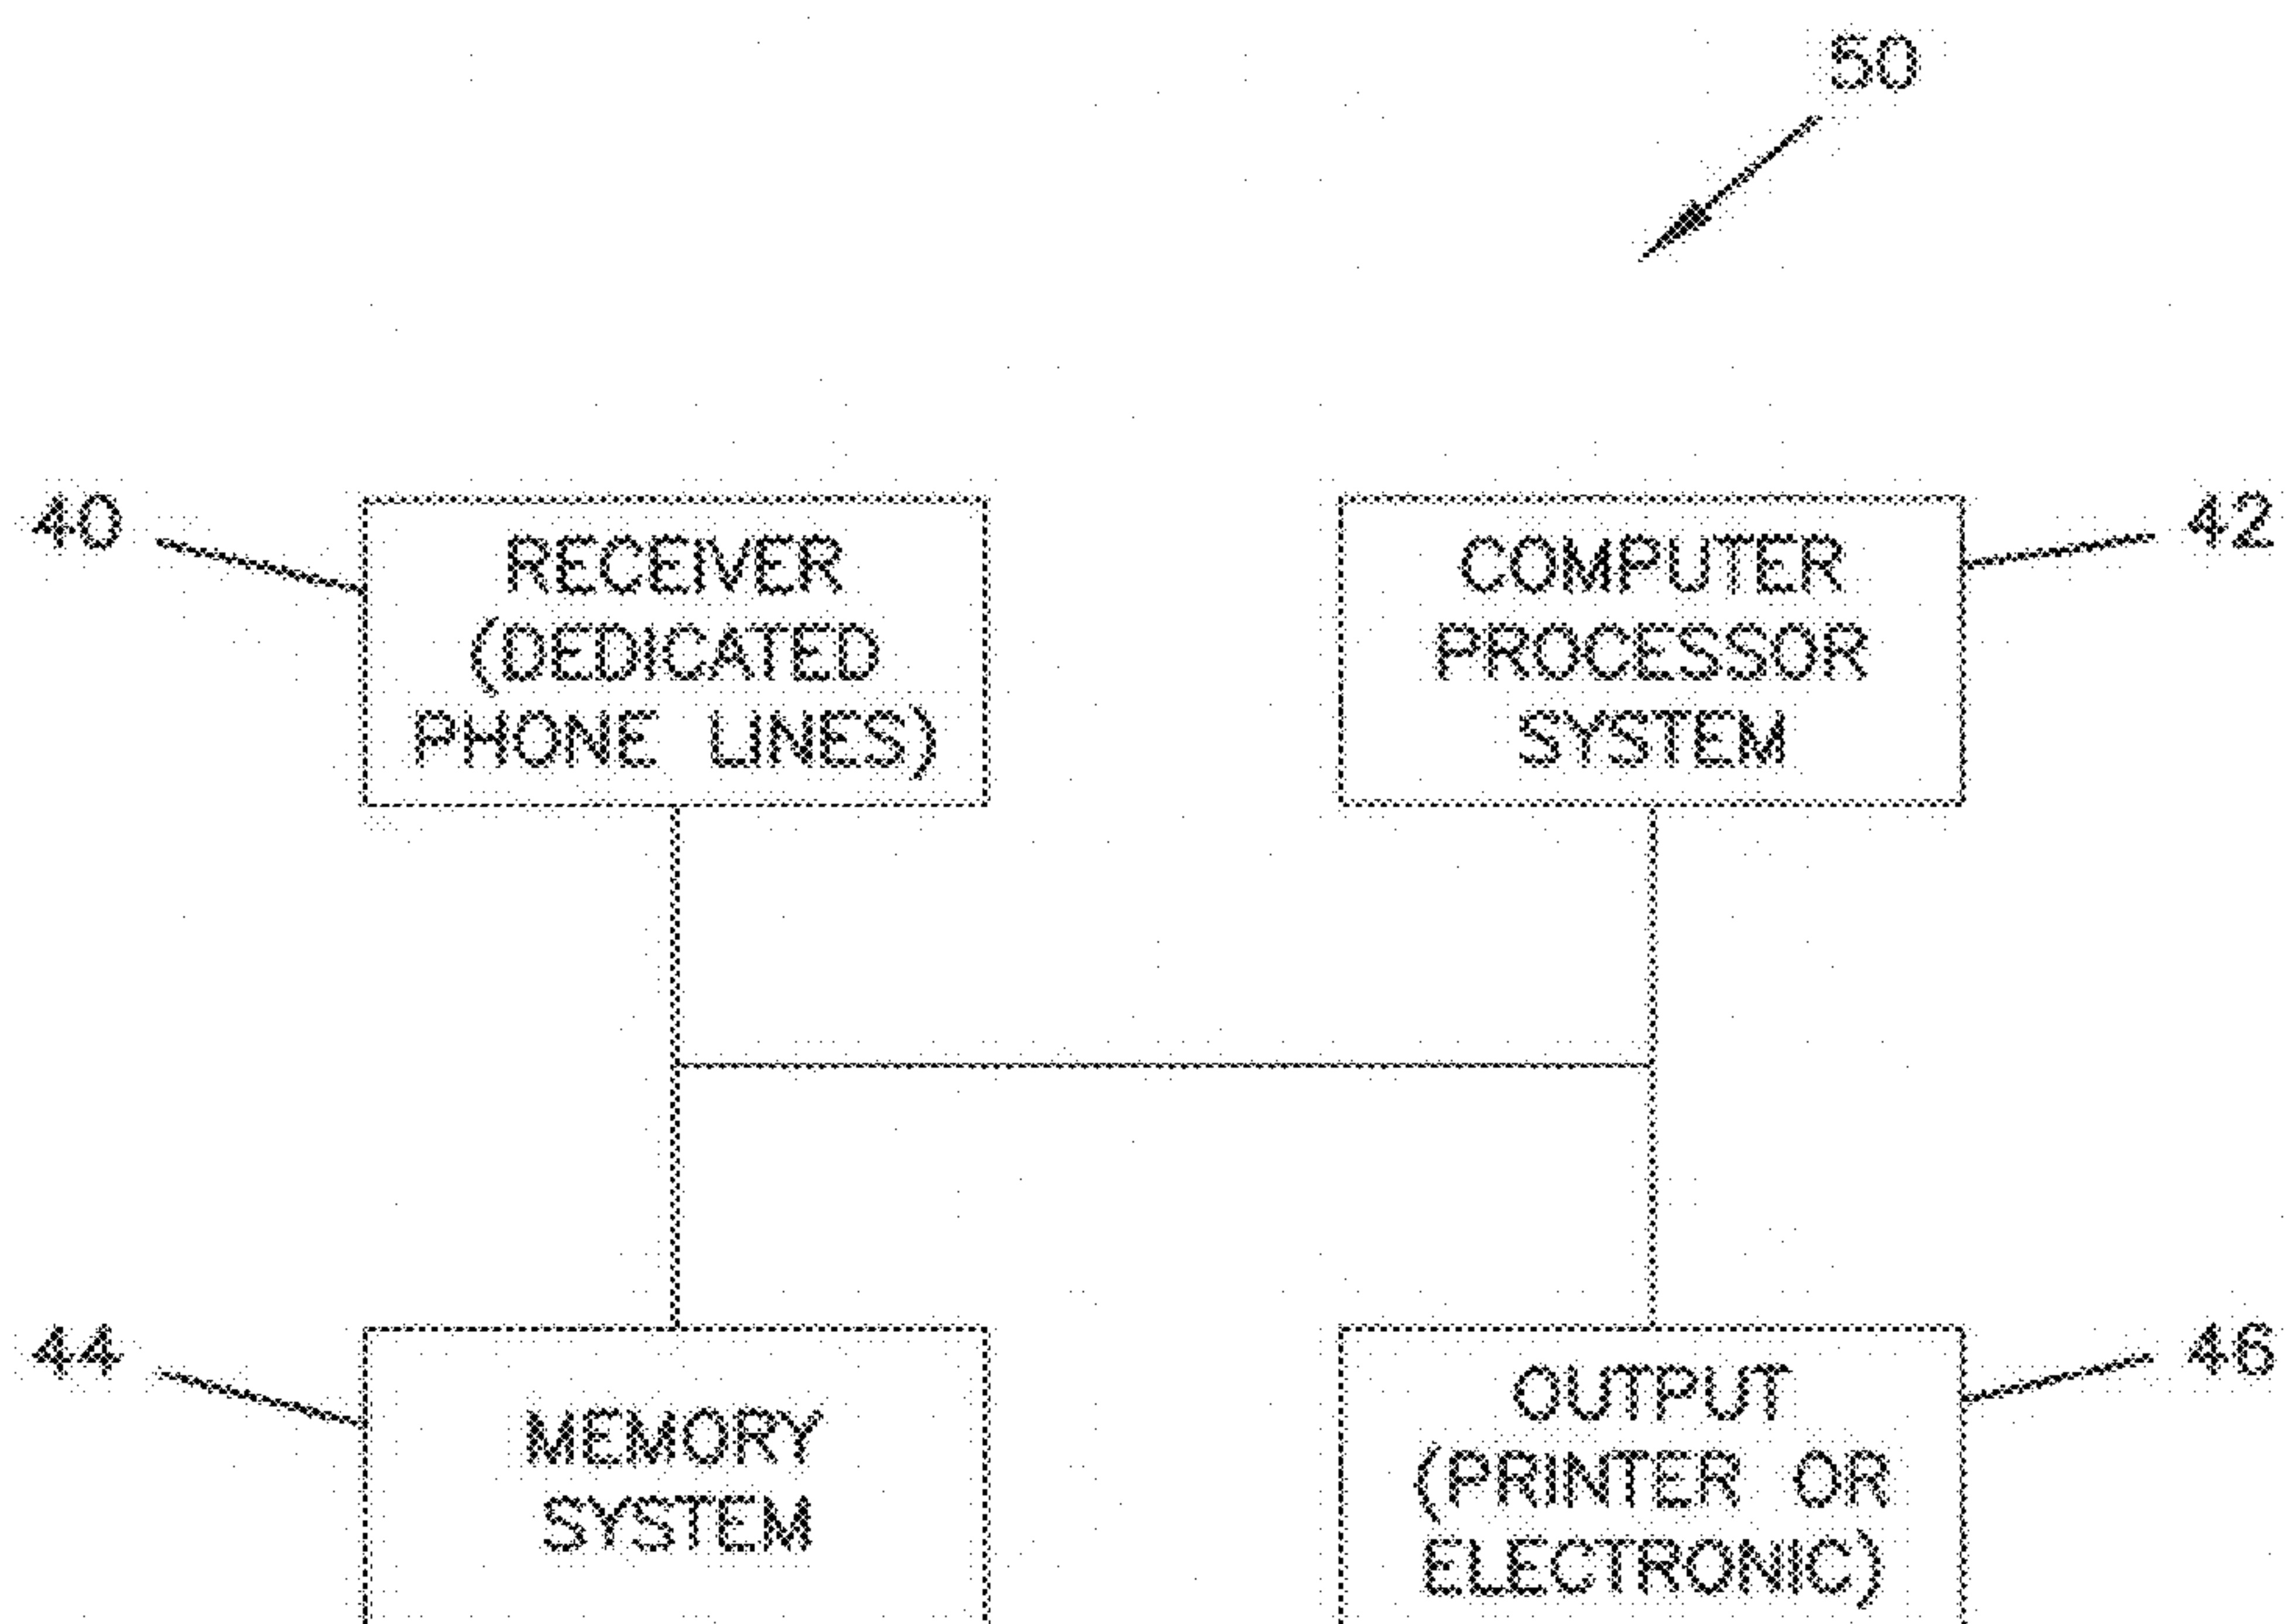 50
40
RECEIVER
(DEDICATED
PHONE LINES)
COMPUTER
PROCESSOR
SYSTEM
42
44
MEMORY
SYSTEM
OUTPUT
(PRINTER OR
ELECTRONIC)
46